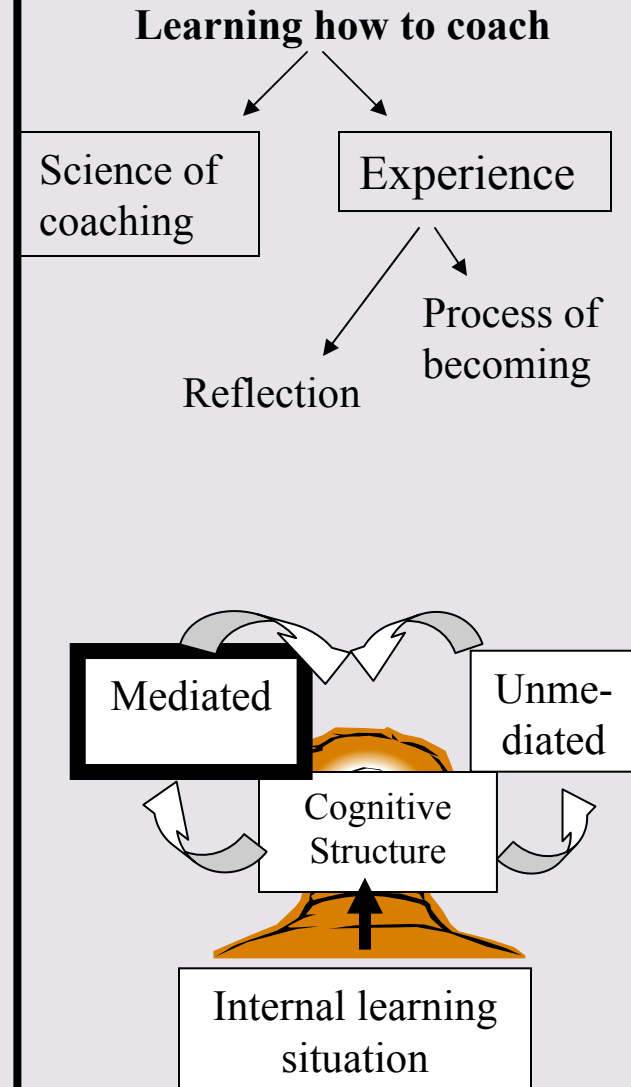 Learning how to coach
Science of
coaching
Experience
Process of
becoming
Reflection
Mediated
Unme-
diated
Cognitive
Structure
Internal learning
situation